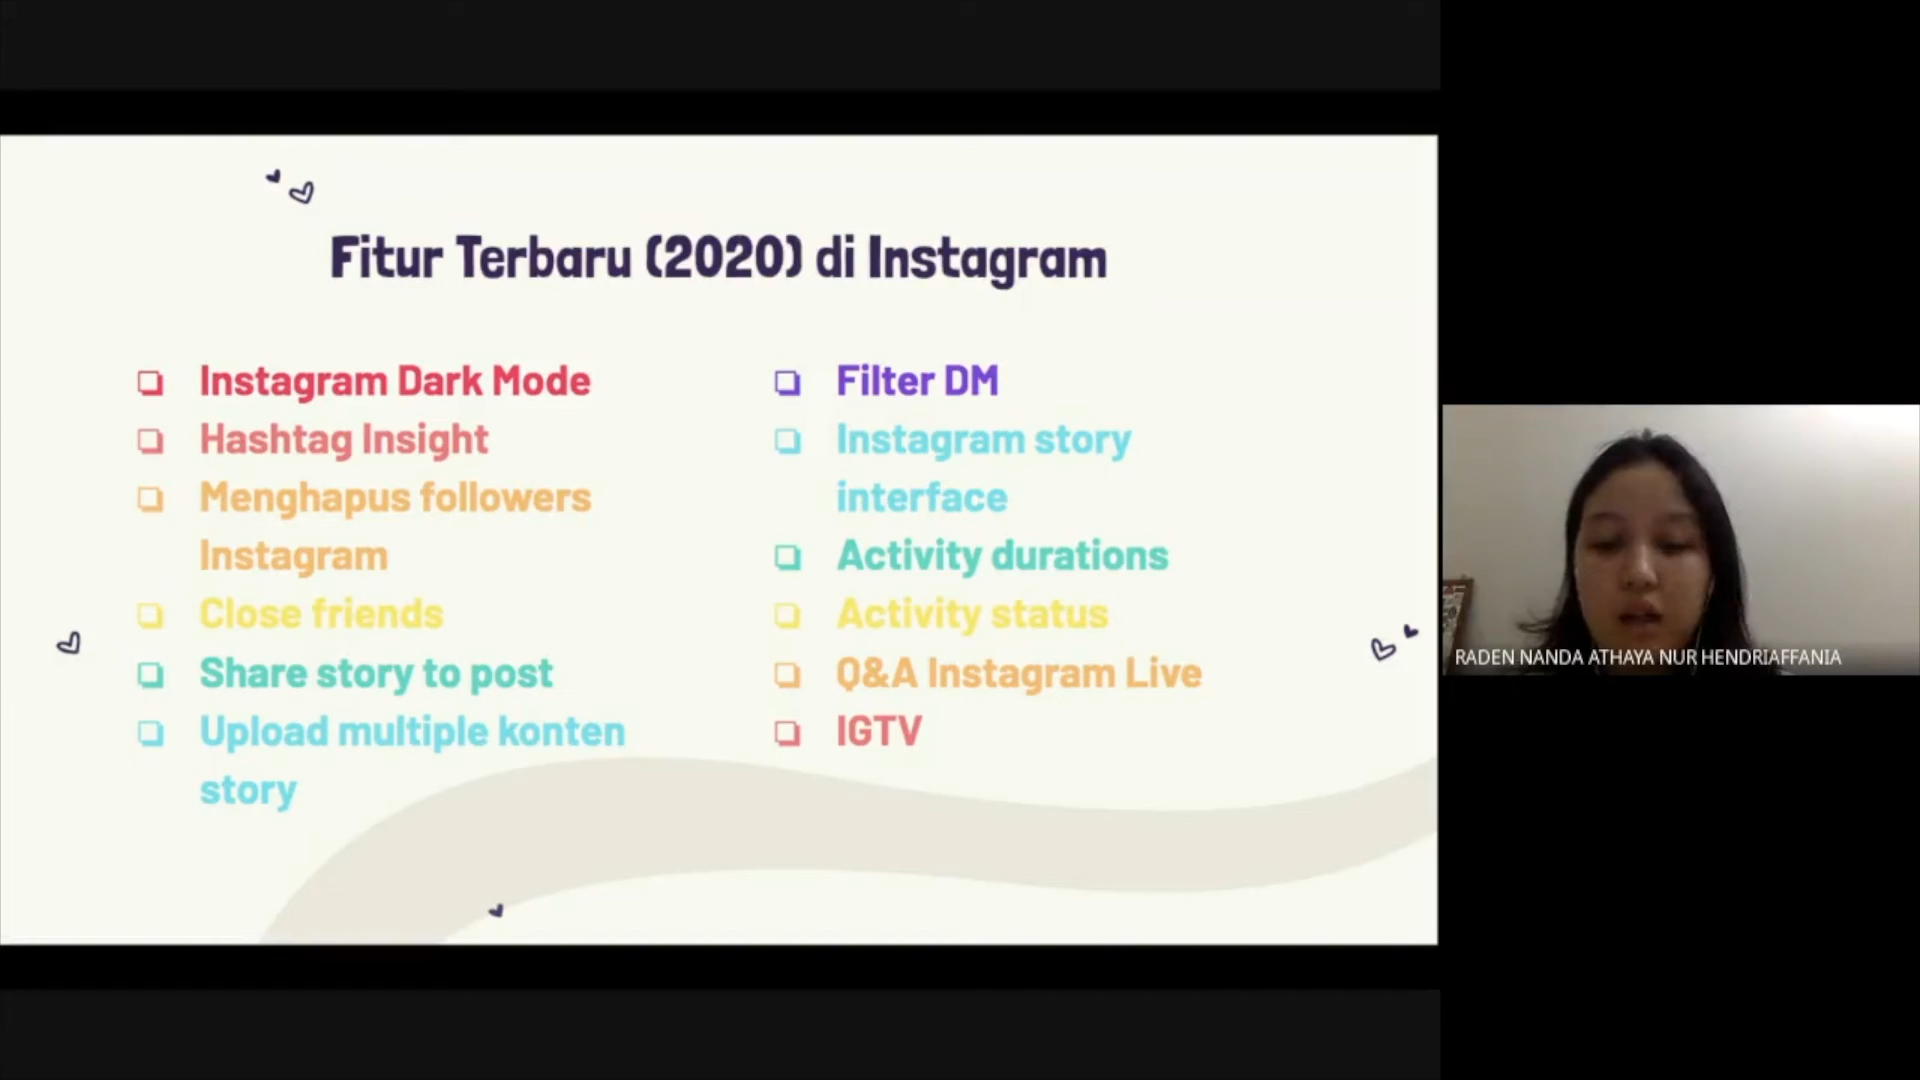 Fitur Terbaru (2020) di Instagram
Instagram Dark Mode
Hashtag Insight
Menghapus followers
Instagram
Close friends
Share story to post
Upload multiple konten
story
Filter DM
Instagram story
interface
Activity durations
Activity status
Q&A Instagram Live
IGTV
RADEN NANDA ATHAYA NUR HENDRIAFFANIA